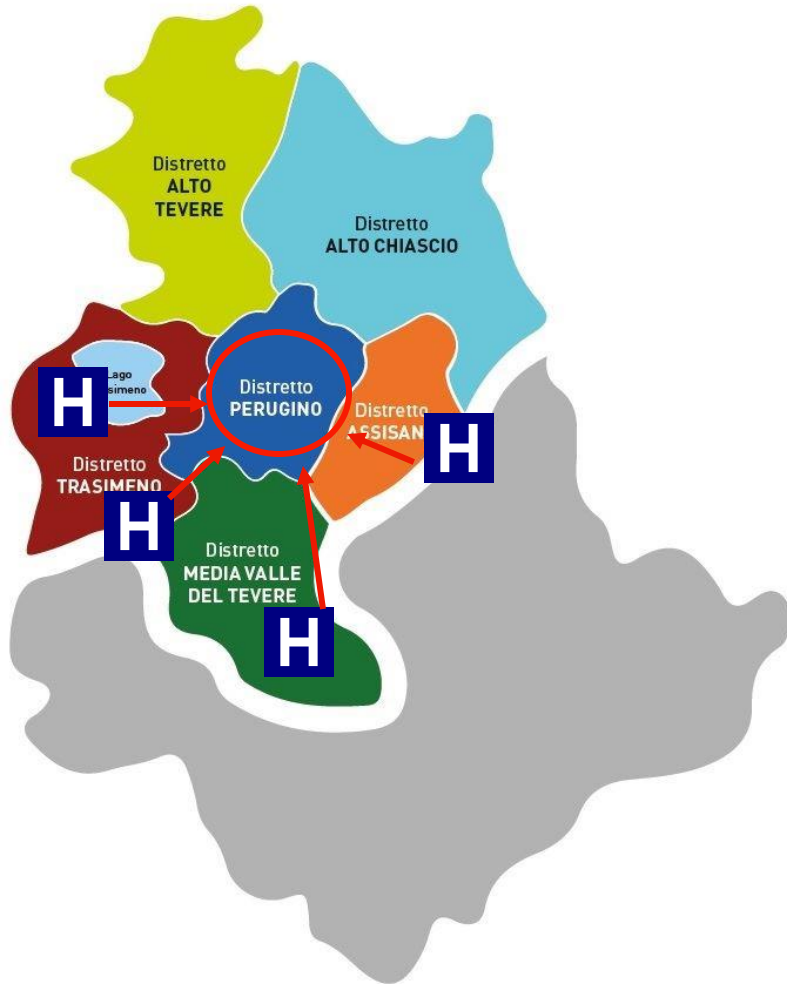 Distretto
ALTO
TEVERE
Distretto
ALTO CHIASCIO
Lago
Distretto
PERUGINO
Distretto
H
H
Distretto
TRASIMENO
H
Distretto
MEDIA VALLE
DEL TEVERE
H